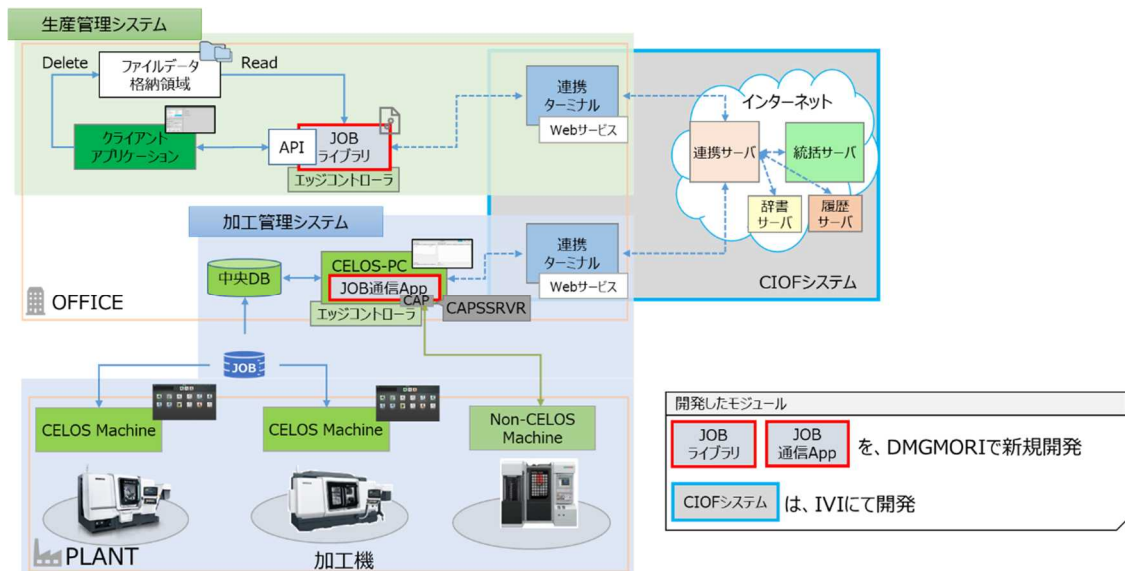 生産管理システム
Delete
ファイルデータ
格納領域
Read
クライアント
アプリケーション
API
JOB
ライブラリ
エッジコントローラ
連携
ターミナル
Webサービス
インターネット
連携サーバ
統括サーバ
辞書
サーバ
履歴
サーバ
CIOFシステム
加工管理システム
中央DB
CELOS-PC
JOB通信App
CAP
CAPSSRVR
エッジコントローラ
連携
ターミナル
Webサービス
OFFICE
JOB
CELOS Machine
CELOS Machine
Non-CELOS
Machine
PLANT
加工機
開発したモジュール
JOB
ライブラリ
JOB
通信App
を、DMGMORIで新規開発
CIOFシステム
は、IVIにて開発